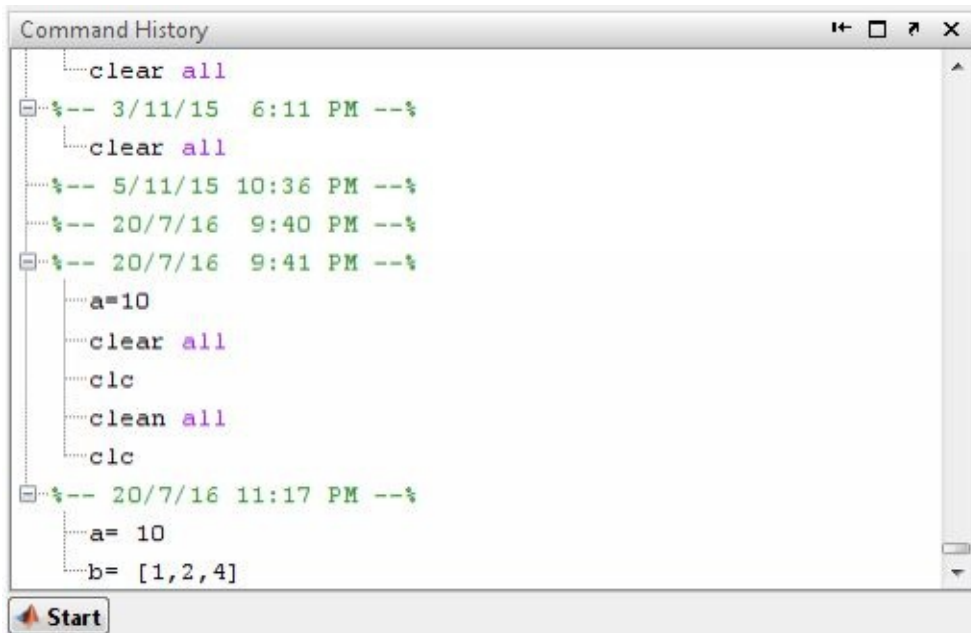 Command History
clear all
%-- 3/11/15  6:11 PM --%
clear all
%-- 5/11/15 10:36 PM --%
%-- 20/7/16  9:40 PM --%
%-- 20/7/16  9:41 PM --%
a=10
clear all
clc
clean all
clc
%-- 20/7/16 11:17 PM --%
a= 10
b= [1,2,4]
Start